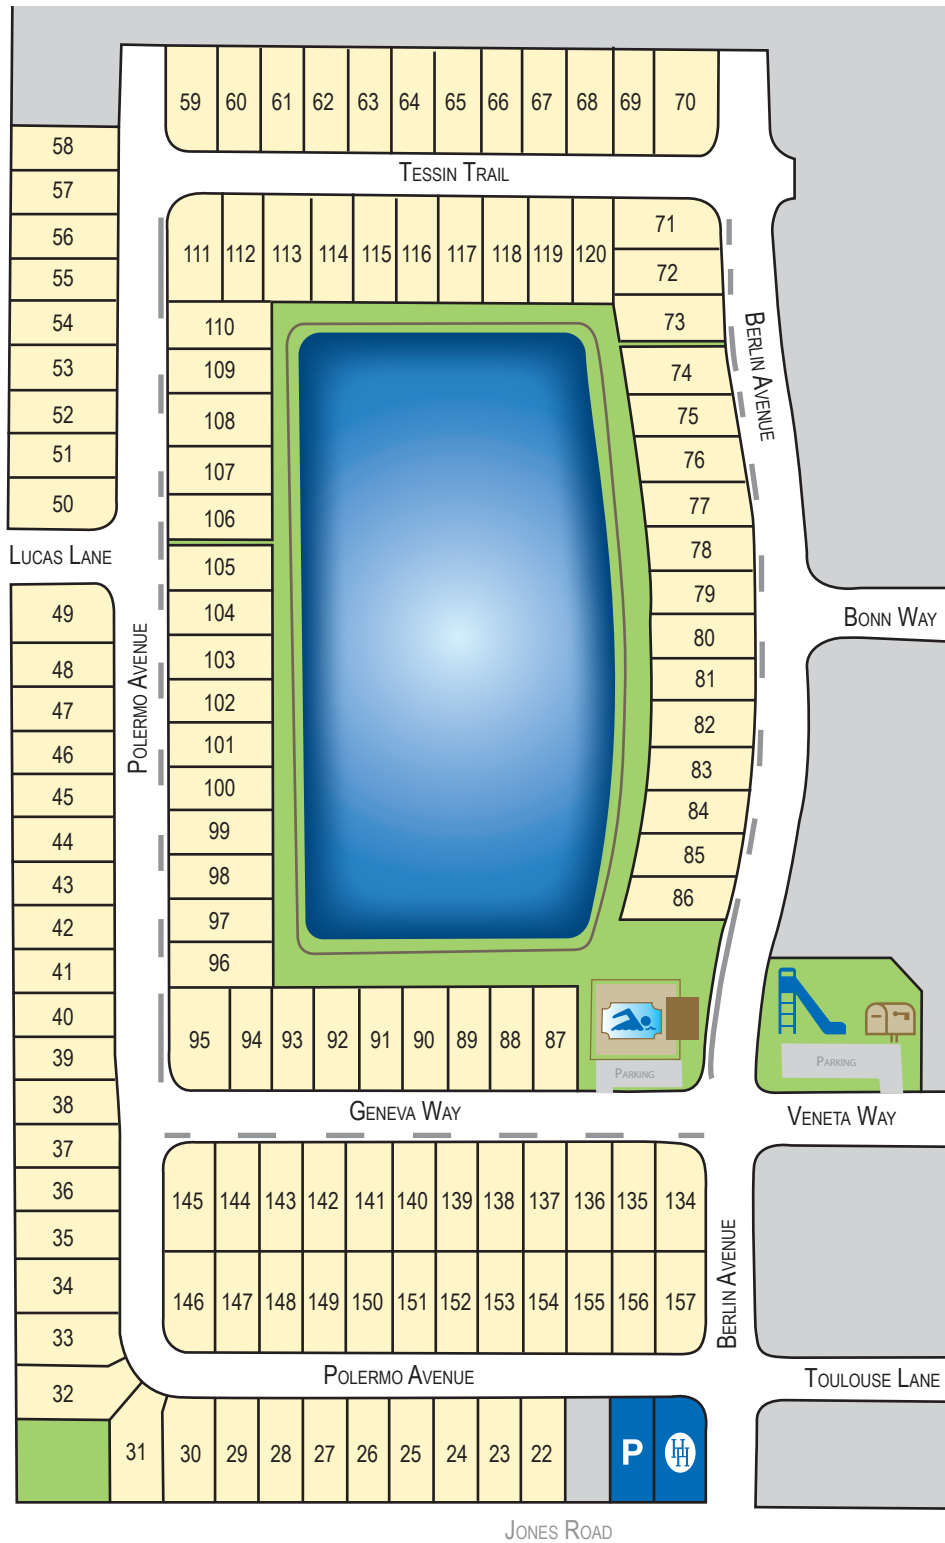 59 60 61 62 63 64 65 66 67 68 69 70
58
TESSIN TRAIL
57
56
55
54
53
52
51
50
111 112 113 114 115 116 117 118 119 120
71
72
73
110
109
108
107
106
105
104
103
102
101
100
99
98
97
96
74
75
76
77
78
79
80
81
82
83
84
85
86
BERLIN AVENUE
LUCAS LANE
BONN WAY
POLERMO AVENUE
49
48
47
46
45
44
43
42
41
40
39
38
37
36
35
34
33
32
95 94 93 92 91 90 89 88 87
PARKING
PARKING
GENEVA WAY
VENETA WAY
145 144 143 142 141 140 139 138 137 136 135 134
146 147 148 149 150 151 152 153 154 155 156 157
BERLIN AVENUE
POLERMO AVENUE
TOULOUSE LANE
31 30 29 28 27 26 25 24 23 22
P
HH
JONES ROAD